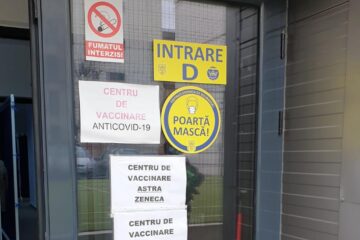 FUMATUL
INTERZIS!
INTRARE
D
CENTRU
DE
VACCINARE
ANTICOVID-19
POARTĂ
MASCĂ!
CENTRU DE
VACCINARE
ASTRA
ZENECA
CENTRU DE
VACCINARE